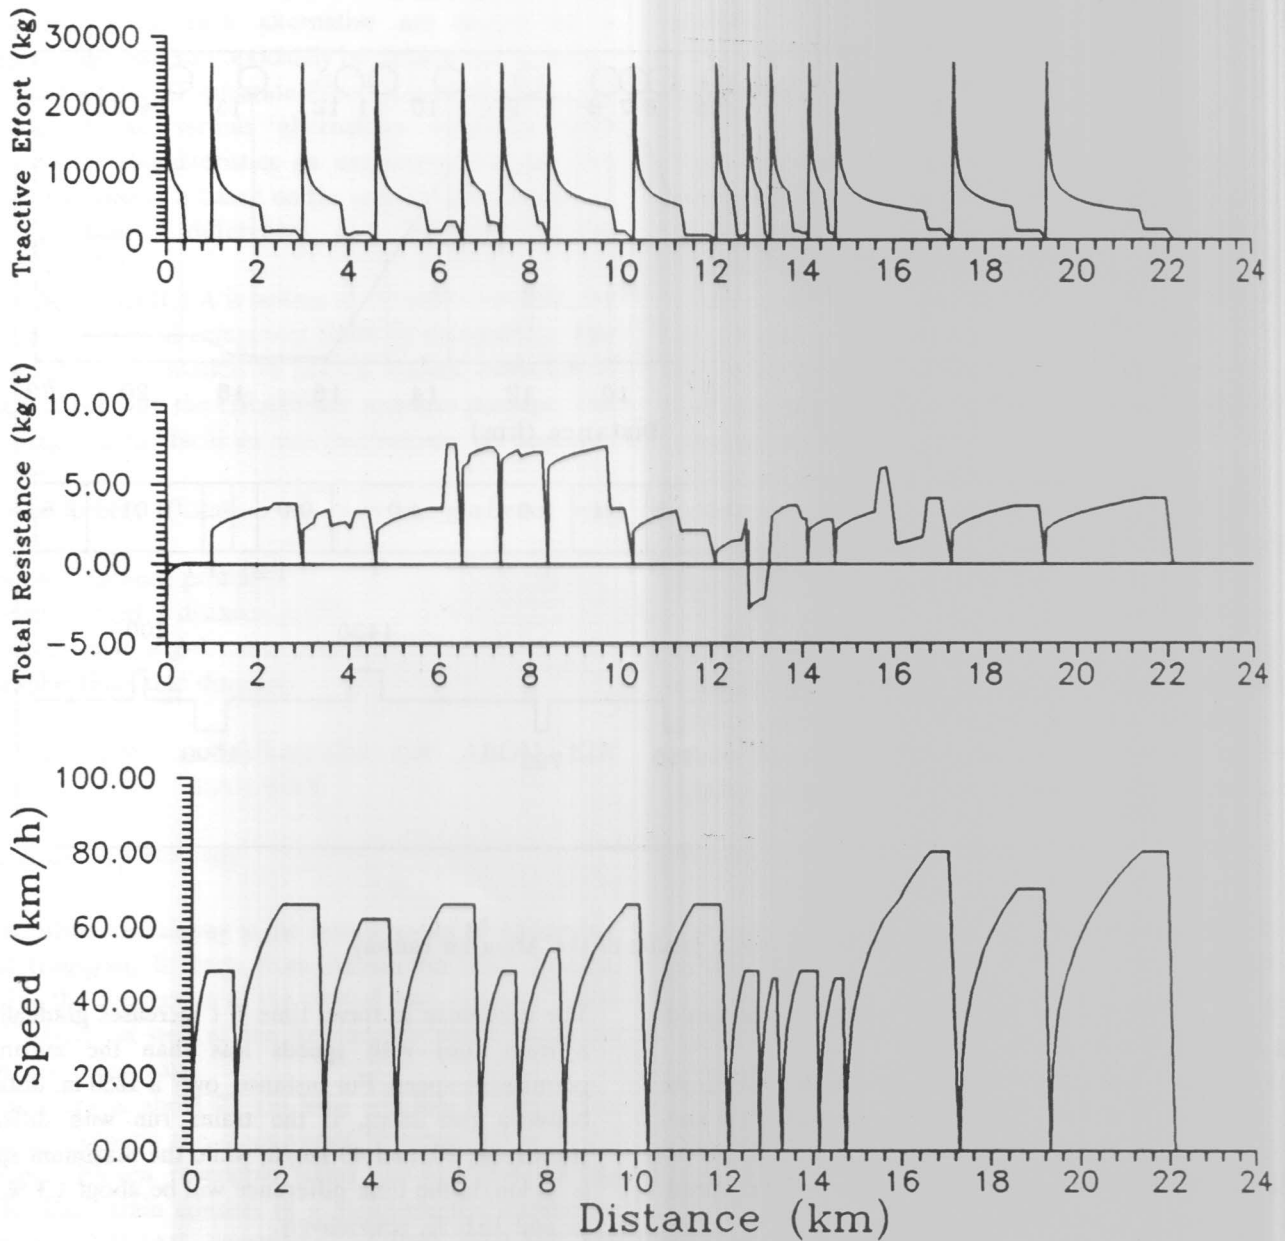 Tractive Effort (kg)
30000
20000
10000
0
0 2 4 6 8 10 12 14 16 18 20 22 24
Total Resistance (kg/t)
10.00
5.00
0.00
-5.00
0 2 4 6 8 10 12 14 16 18 20 22 24
Speed (km/h)
100.00
80.00
60.00
40.00
20.00
0.00
0 2 4 6 8 10 12 14 16 18 20 22 24
Distance (km)